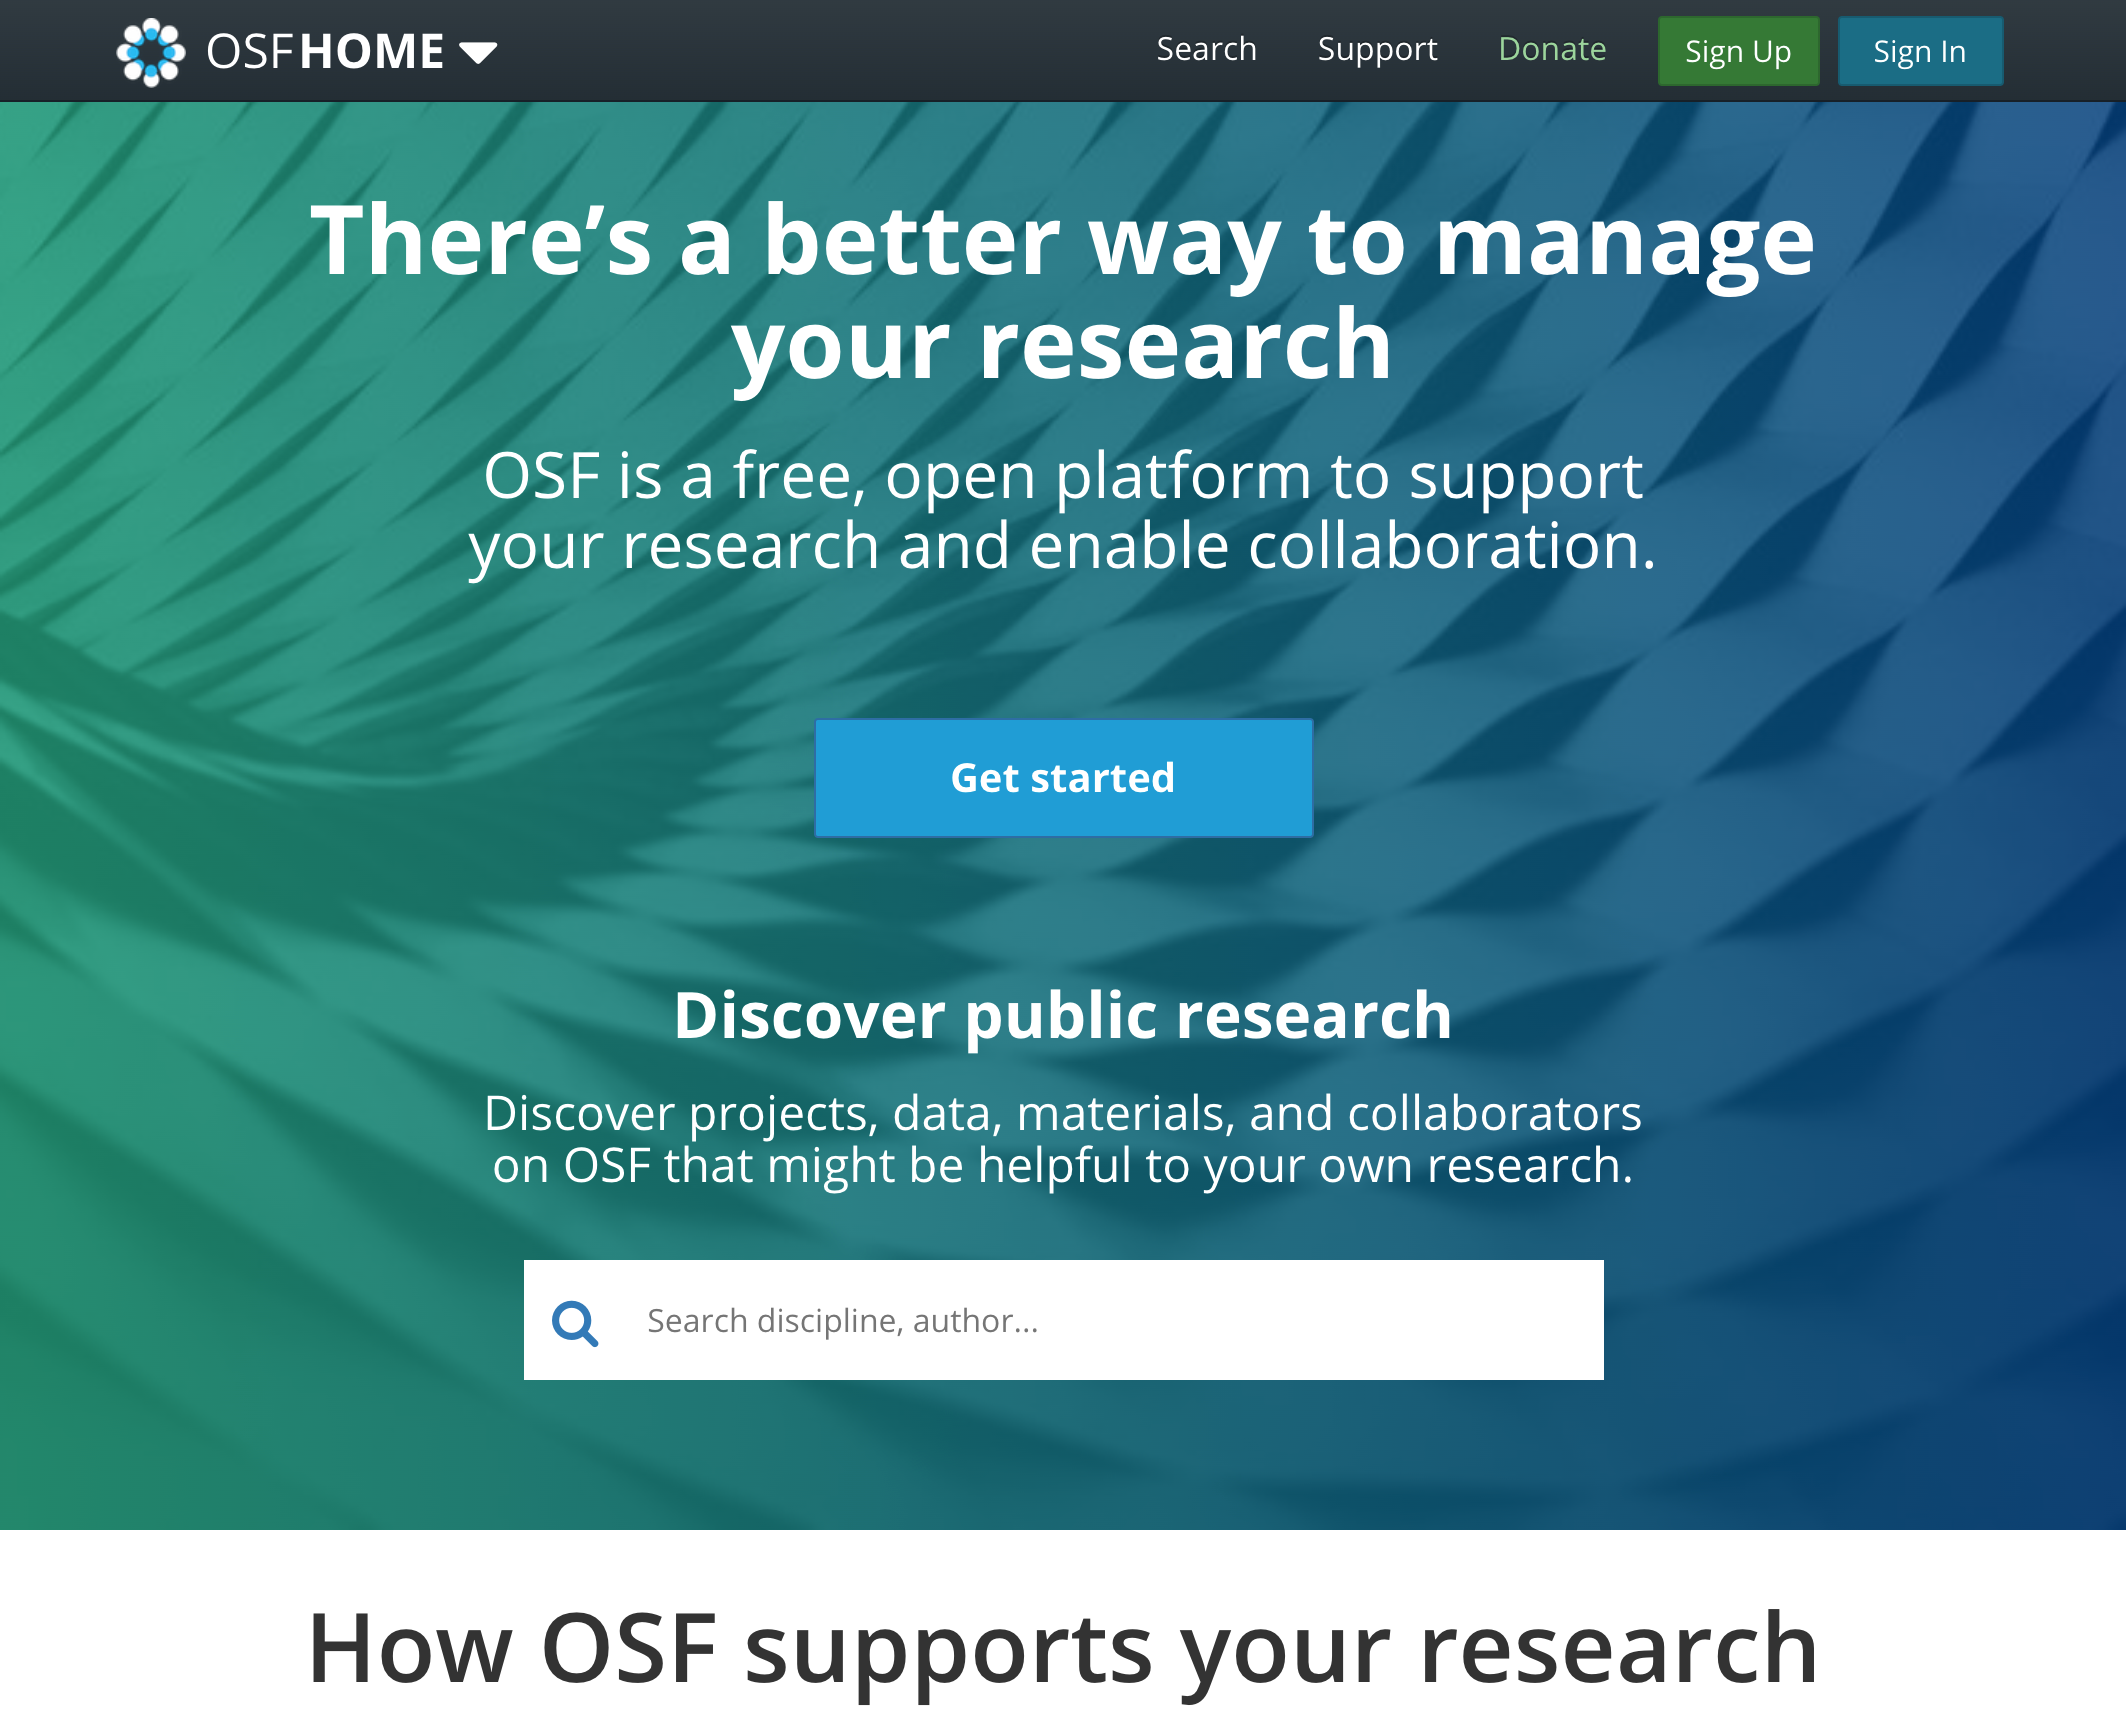 OSFHOME
Search
Support
Donate
Sign Up
Sign In
There’s a better way to manage
your research
OSF is a free, open platform to support
your research and enable collaboration.
Get started
Discover public research
Discover projects, data, materials, and collaborators
on OSF that might be helpful to your own research.
Search discipline, author...
How OSF supports your research